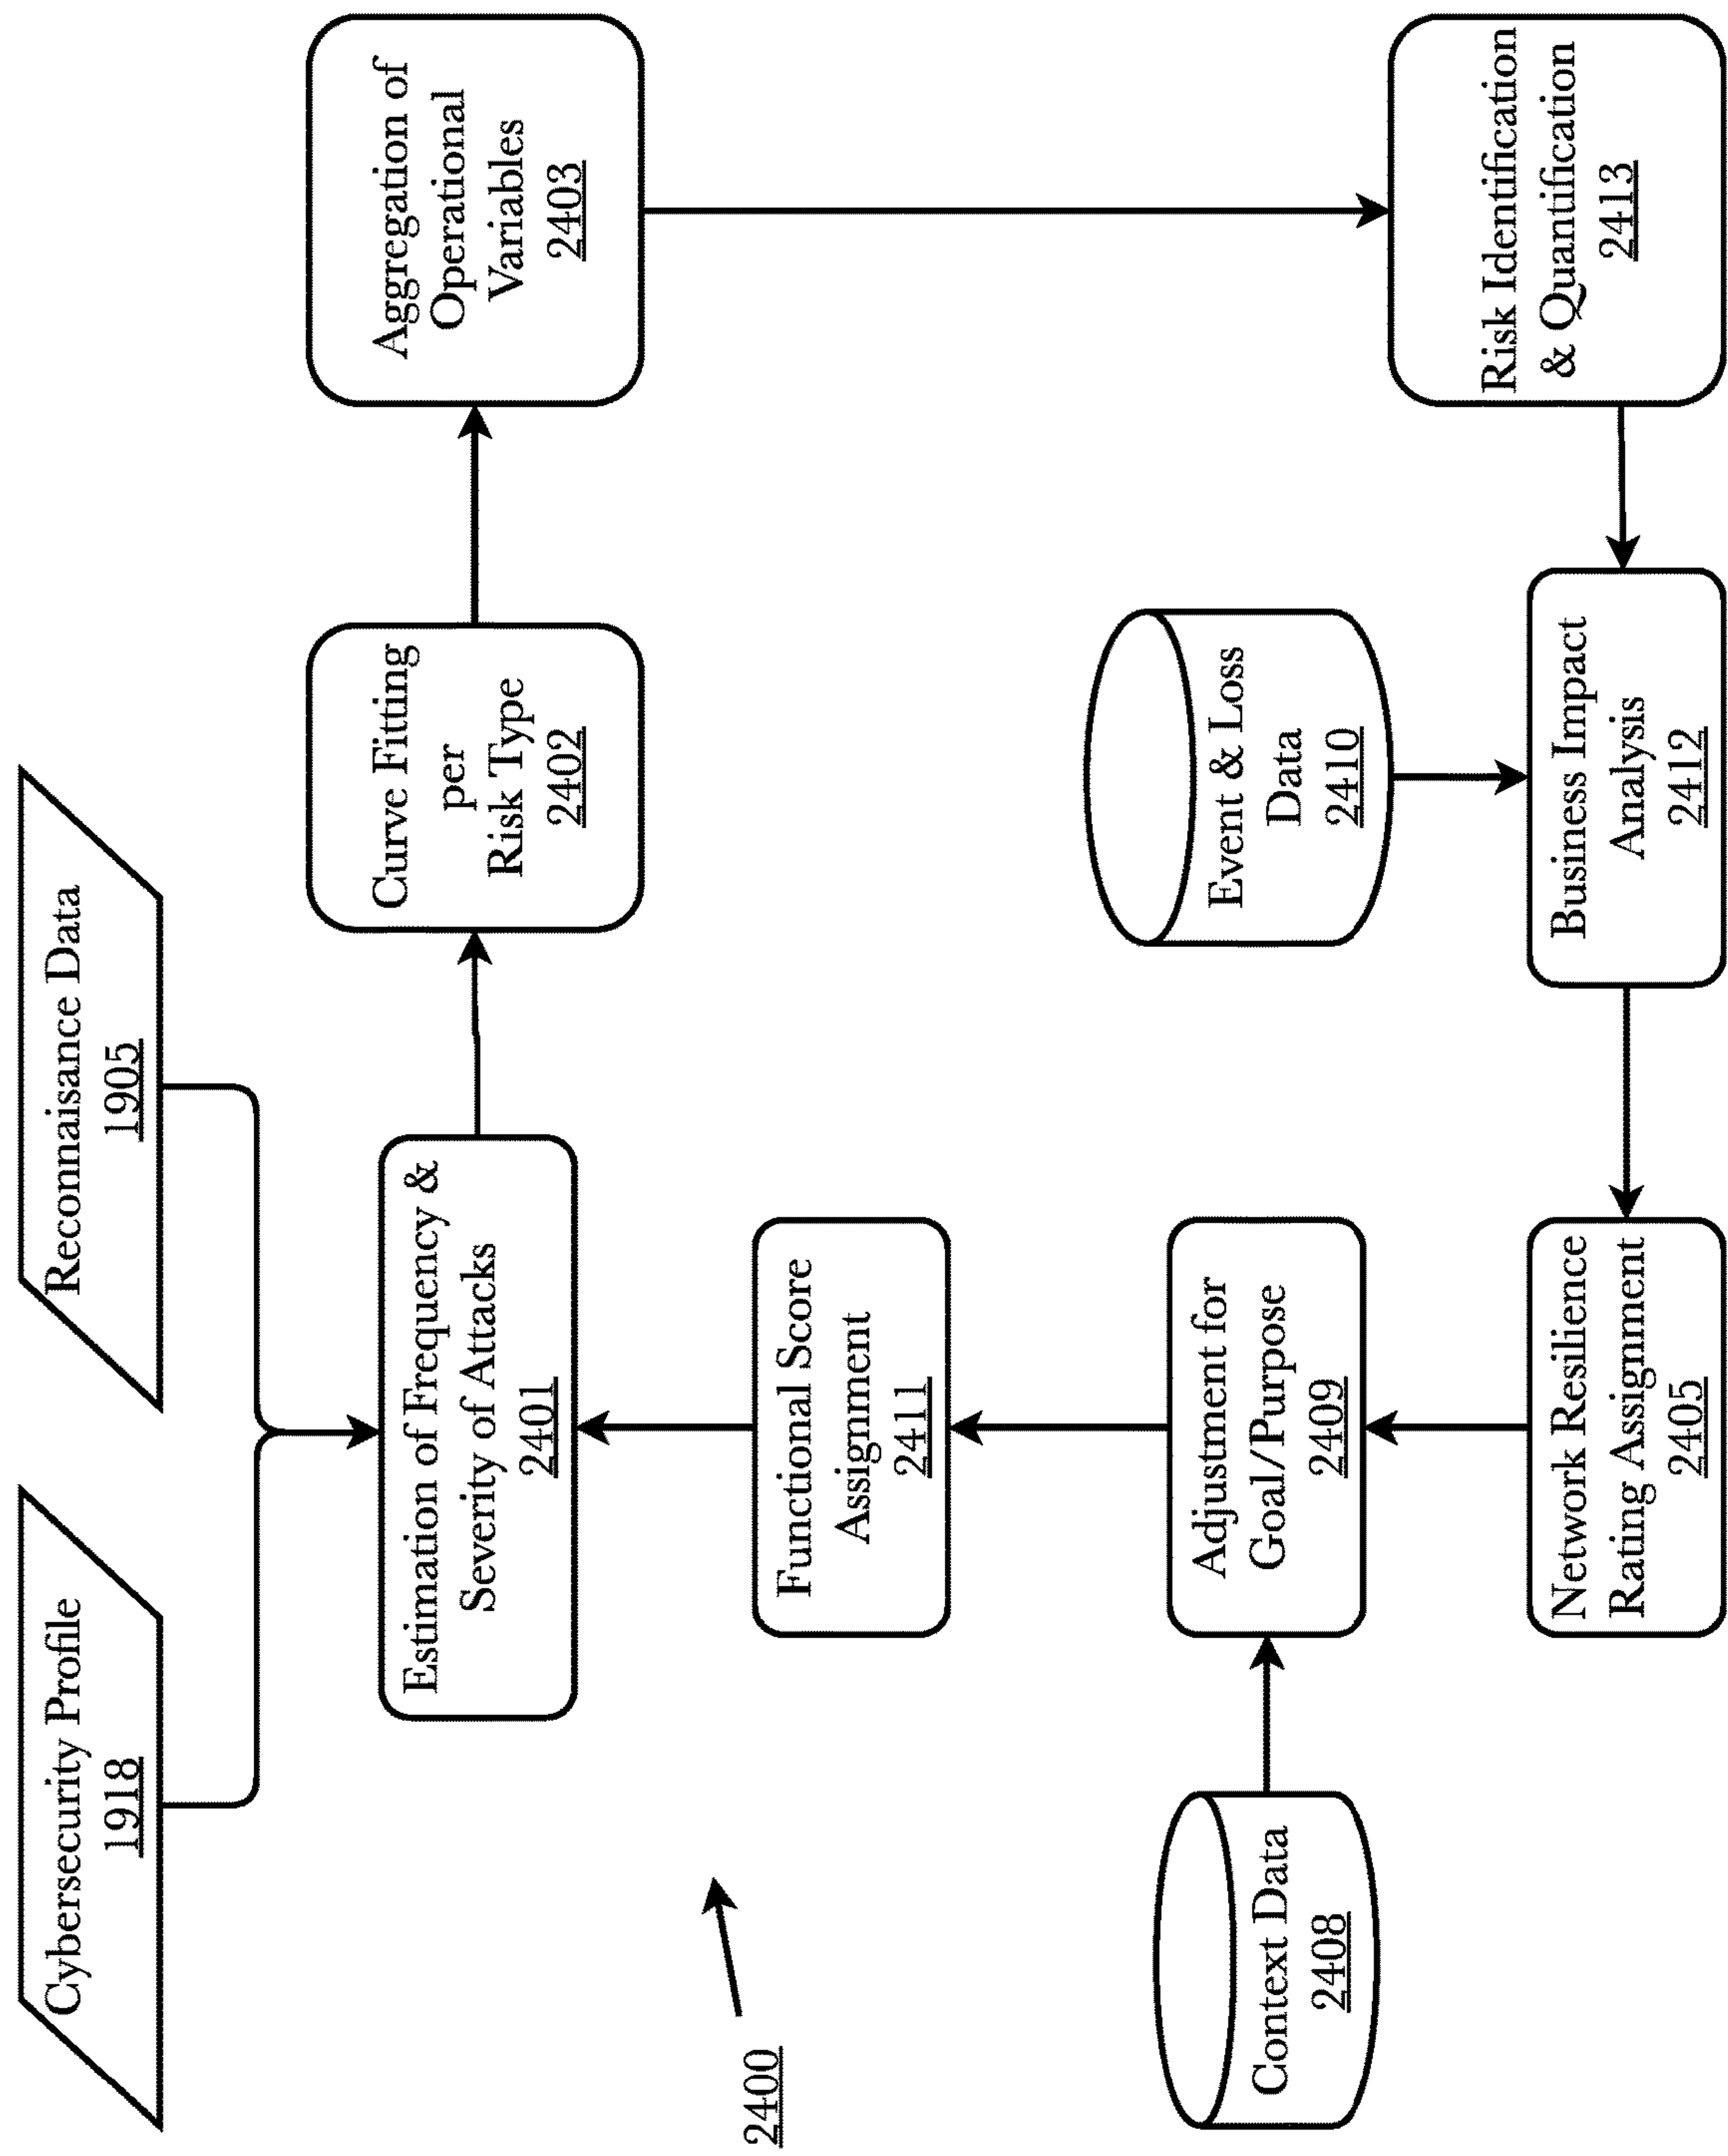 Cybersecurity Profile
1918
Reconnaisance Data
1905
Estimation of Frequency &
Severity of Attacks
2401
Curve Fitting
per
Risk Type
2402
Aggregation of
Operational
Variables
2403
Functional Score
Assignment
2411
2400
Context Data
2408
Adjustment for
Goal/Purpose
2409
Event & Loss
Data
2410
Network Resilience
Rating Assignment
2405
Business Impact
Analysis
2412
Risk Identification
& Quantification
2413